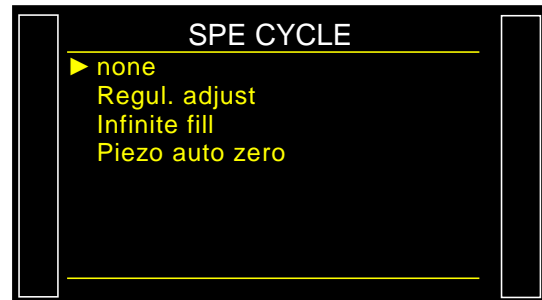 SPE CYCLE
► none
Regul. adjust
Infinite fill
Piezo auto zero